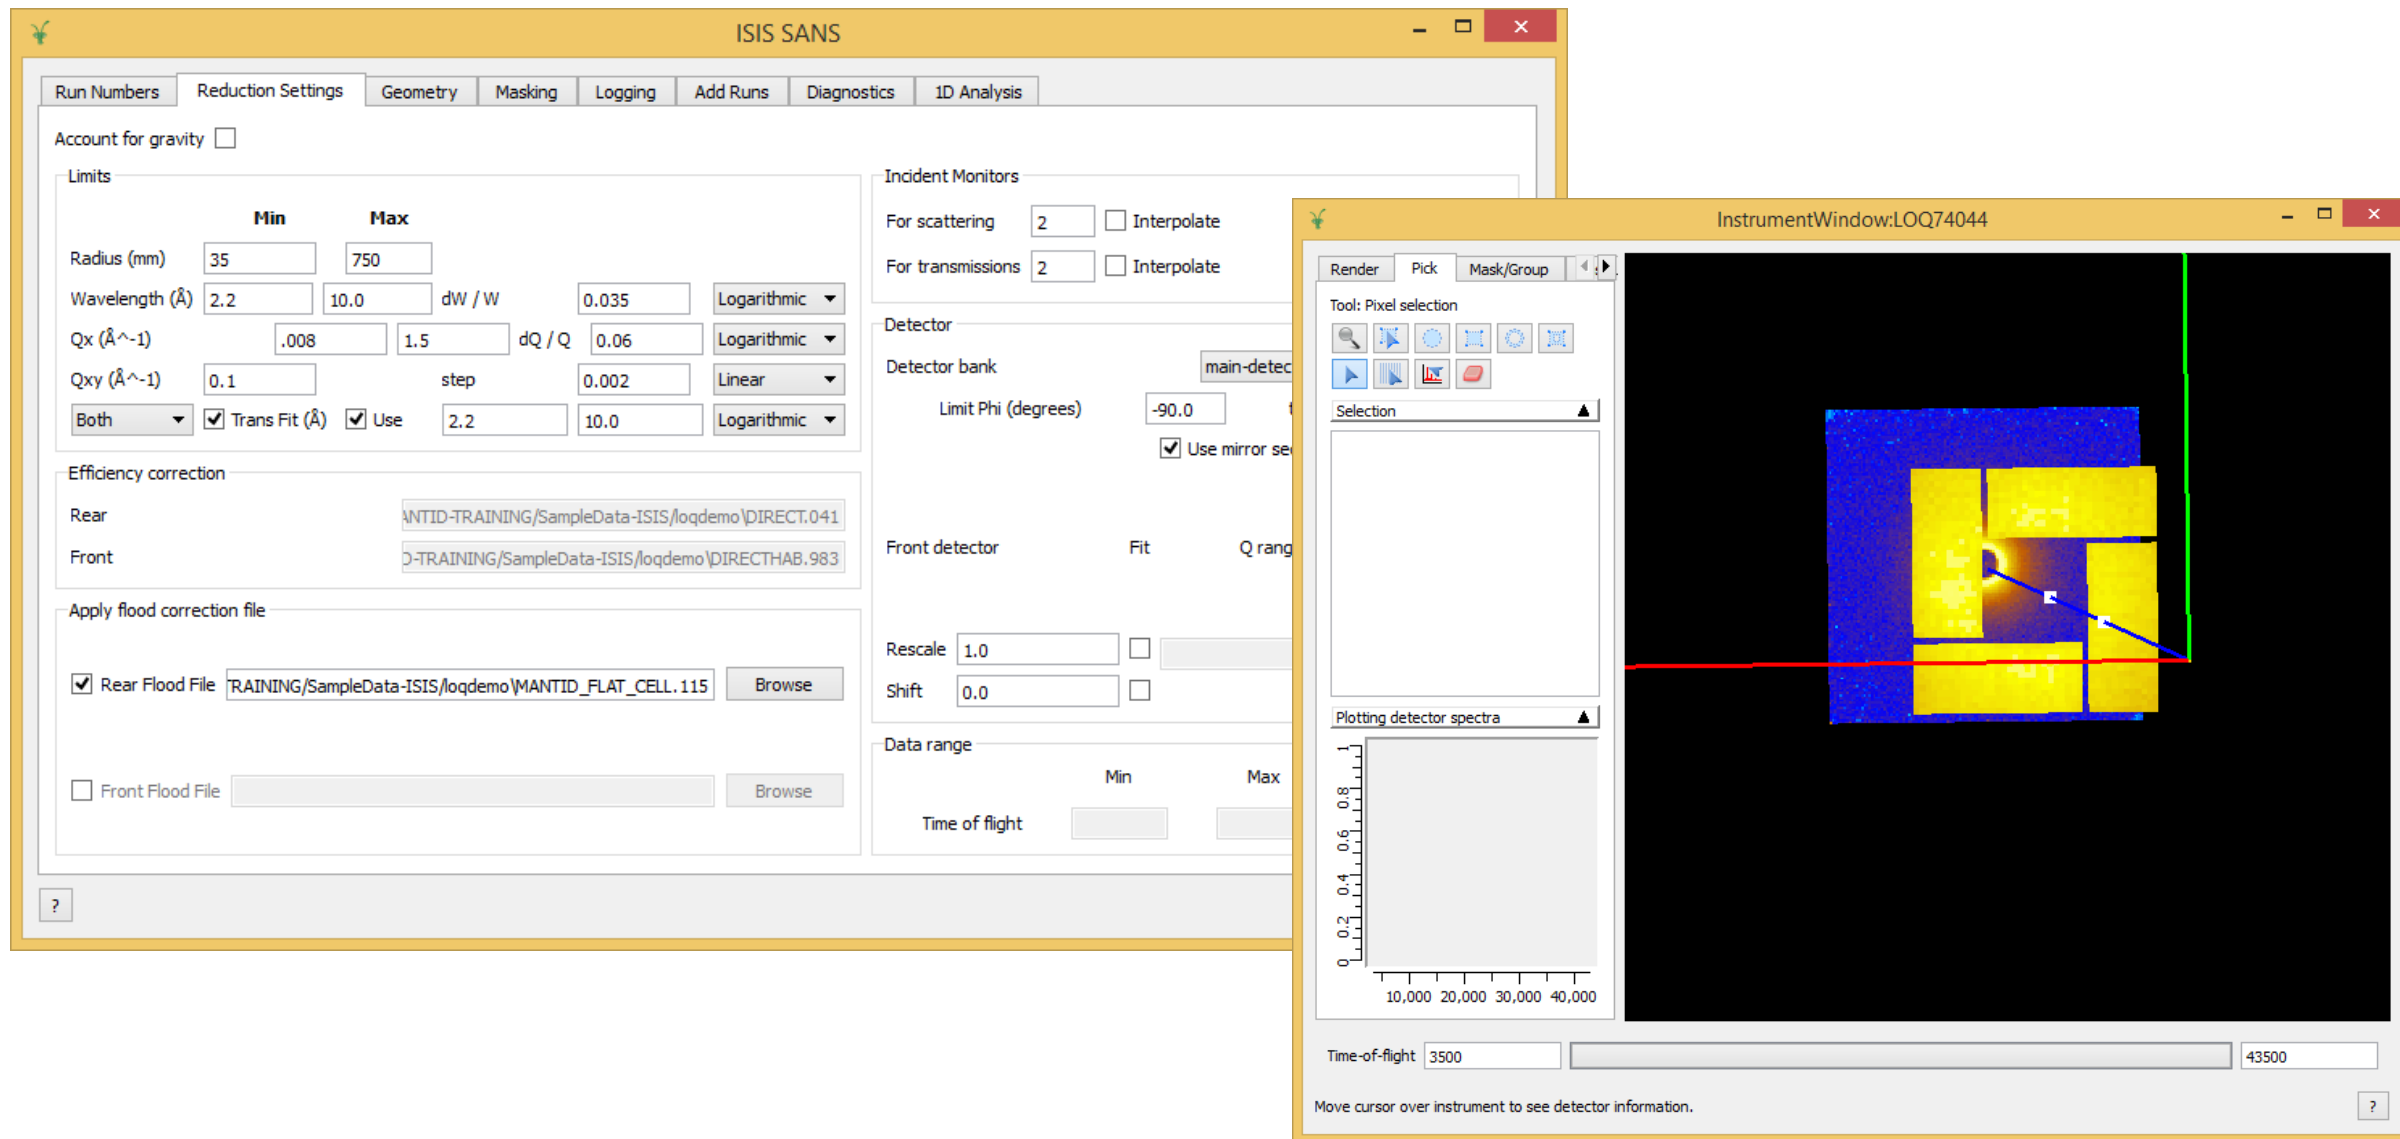 ISIS SANS
Run Numbers Reduction Settings Geometry Masking Logging Add Runs Diagnostics 1D Analysis
Account for gravity
Limits
Min Max
Radius (mm) 35 750
Wavelength (Å) 2.2 10.0 dW / W 0.035 Logarithmic
Qx (Å^-1) .008 1.5 dQ / Q 0.06 Logarithmic
Qxy (Å^-1) 0.1 step 0.002 Linear
Both Trans Fit (Å) Use 2.2 10.0 Logarithmic
Efficiency correction
Rear ANTID-TRAINING/SampleData-ISIS/loqdemo\DIRECT.041
Front D-TRAINING/SampleData-ISIS/loqdemo\DIRECTHAB.983
Apply flood correction file
Rear Flood File RAINING/SampleData-ISIS/loqdemo\MANTID_FLAT_CELL.115 Browse
Front Flood File Browse
?
Incident Monitors
For scattering 2 Interpolate
For transmissions 2 Interpolate
Detector
Detector bank main-detec
Limit Phi (degrees) -90.0
Use mirror sec
Front detector Fit Q rang
Rescale 1.0
Shift 0.0
Data range
Min Max
Time of flight
InstrumentWindow:LOQ74044
Render Pick Mask/Group
Tool: Pixel selection
Selection
Plotting detector spectra
1
0.8
0.6
0.4
0.2
0
10,000 20,000 30,000 40,000
Time-of-flight 3500 43500
Move cursor over instrument to see detector information.
?